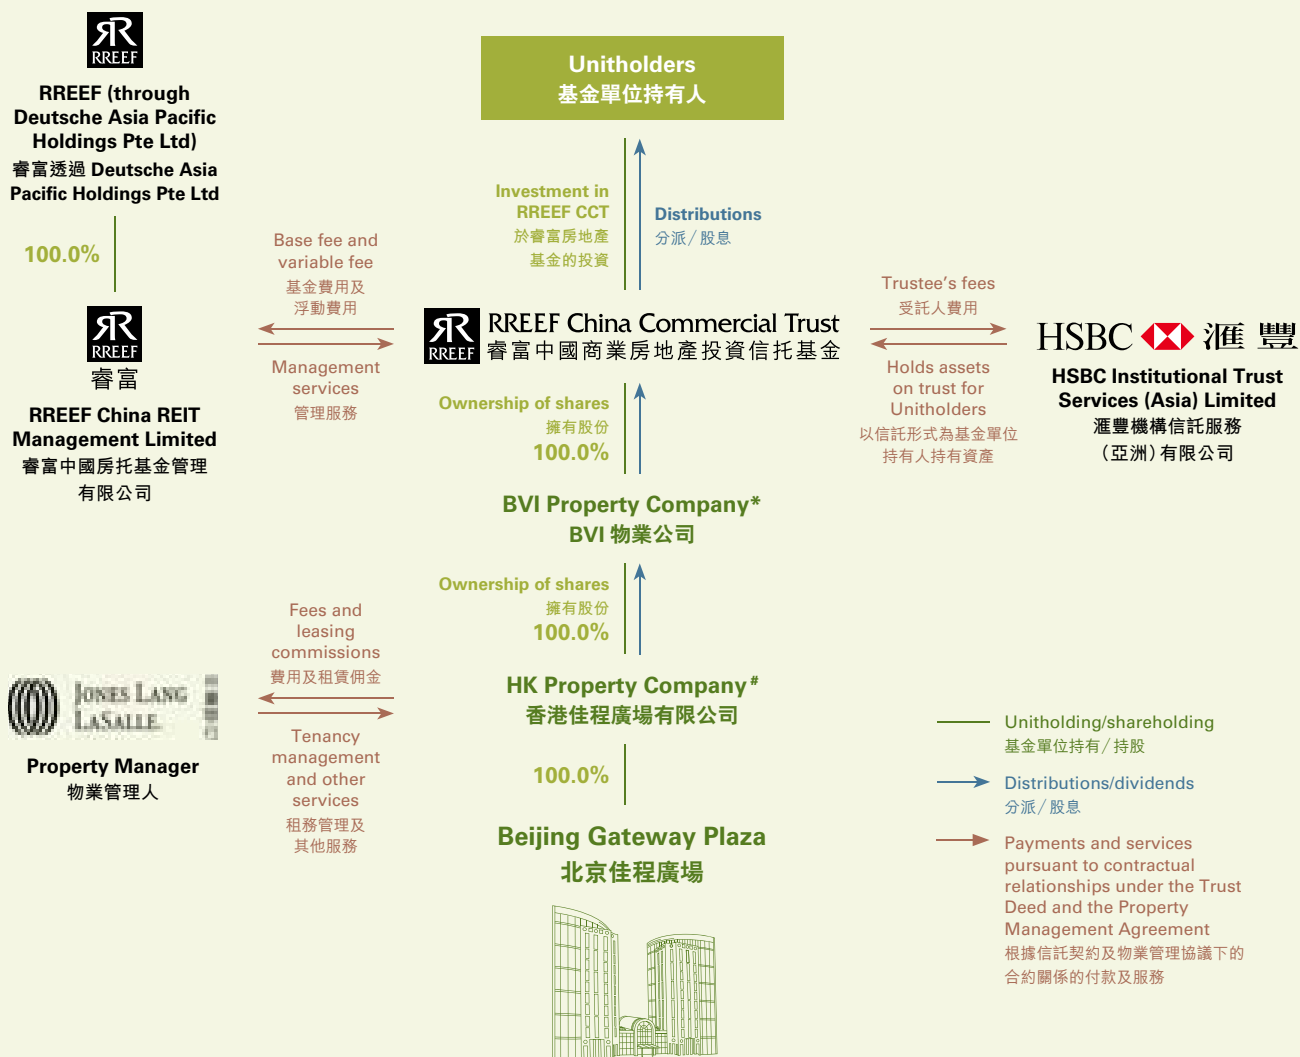 RREEF
RREEF (through
Deutsche Asia Pacific
Holdings Pte Ltd)
睿富透過 Deutsche Asia
Pacific Holdings Pte Ltd
100.0%
RREEF
睿富
RREEF China REIT
Management Limited
睿富中國房托基金管理
有限公司
Base fee and
variable fee
基金費用及
浮動費用
Management
services
管理服務
Unitholders
基金單位持有人
Investment in
RREEF CCT
於睿富房地產
基金的投資
Distributions
分派/股息
RREEF
RREEF China Commercial Trust
睿富中國商業房地產投資信托基金
Trustee's fees
受託人費用
Holds assets
on trust for
Unitholders
以信託形式為基金單位
持有人持有資產
HSBC 滙豐
HSBC Institutional Trust
Services (Asia) Limited
滙豐機構信託服務
(亞洲)有限公司
Ownership of shares
擁有股份
100.0%
BVI Property Company*
BVI 物業公司
Ownership of shares
擁有股份
100.0%
HK Property Company#
香港佳程廣場有限公司
100.0%
Beijing Gateway Plaza
北京佳程廣場
Fees and
leasing
commissions
費用及租賃佣金
Tenancy
management
and other
services
租務管理及
其他服務
JONES LANG
LASALLE
Property Manager
物業管理人
Unitholding/shareholding
基金單位持有/持股
Distributions/dividends
分派/股息
Payments and services
pursuant to contractual
relationships under the Trust
Deed and the Property
Management Agreement
根據信託契約及物業管理協議下的
合約關係的付款及服務